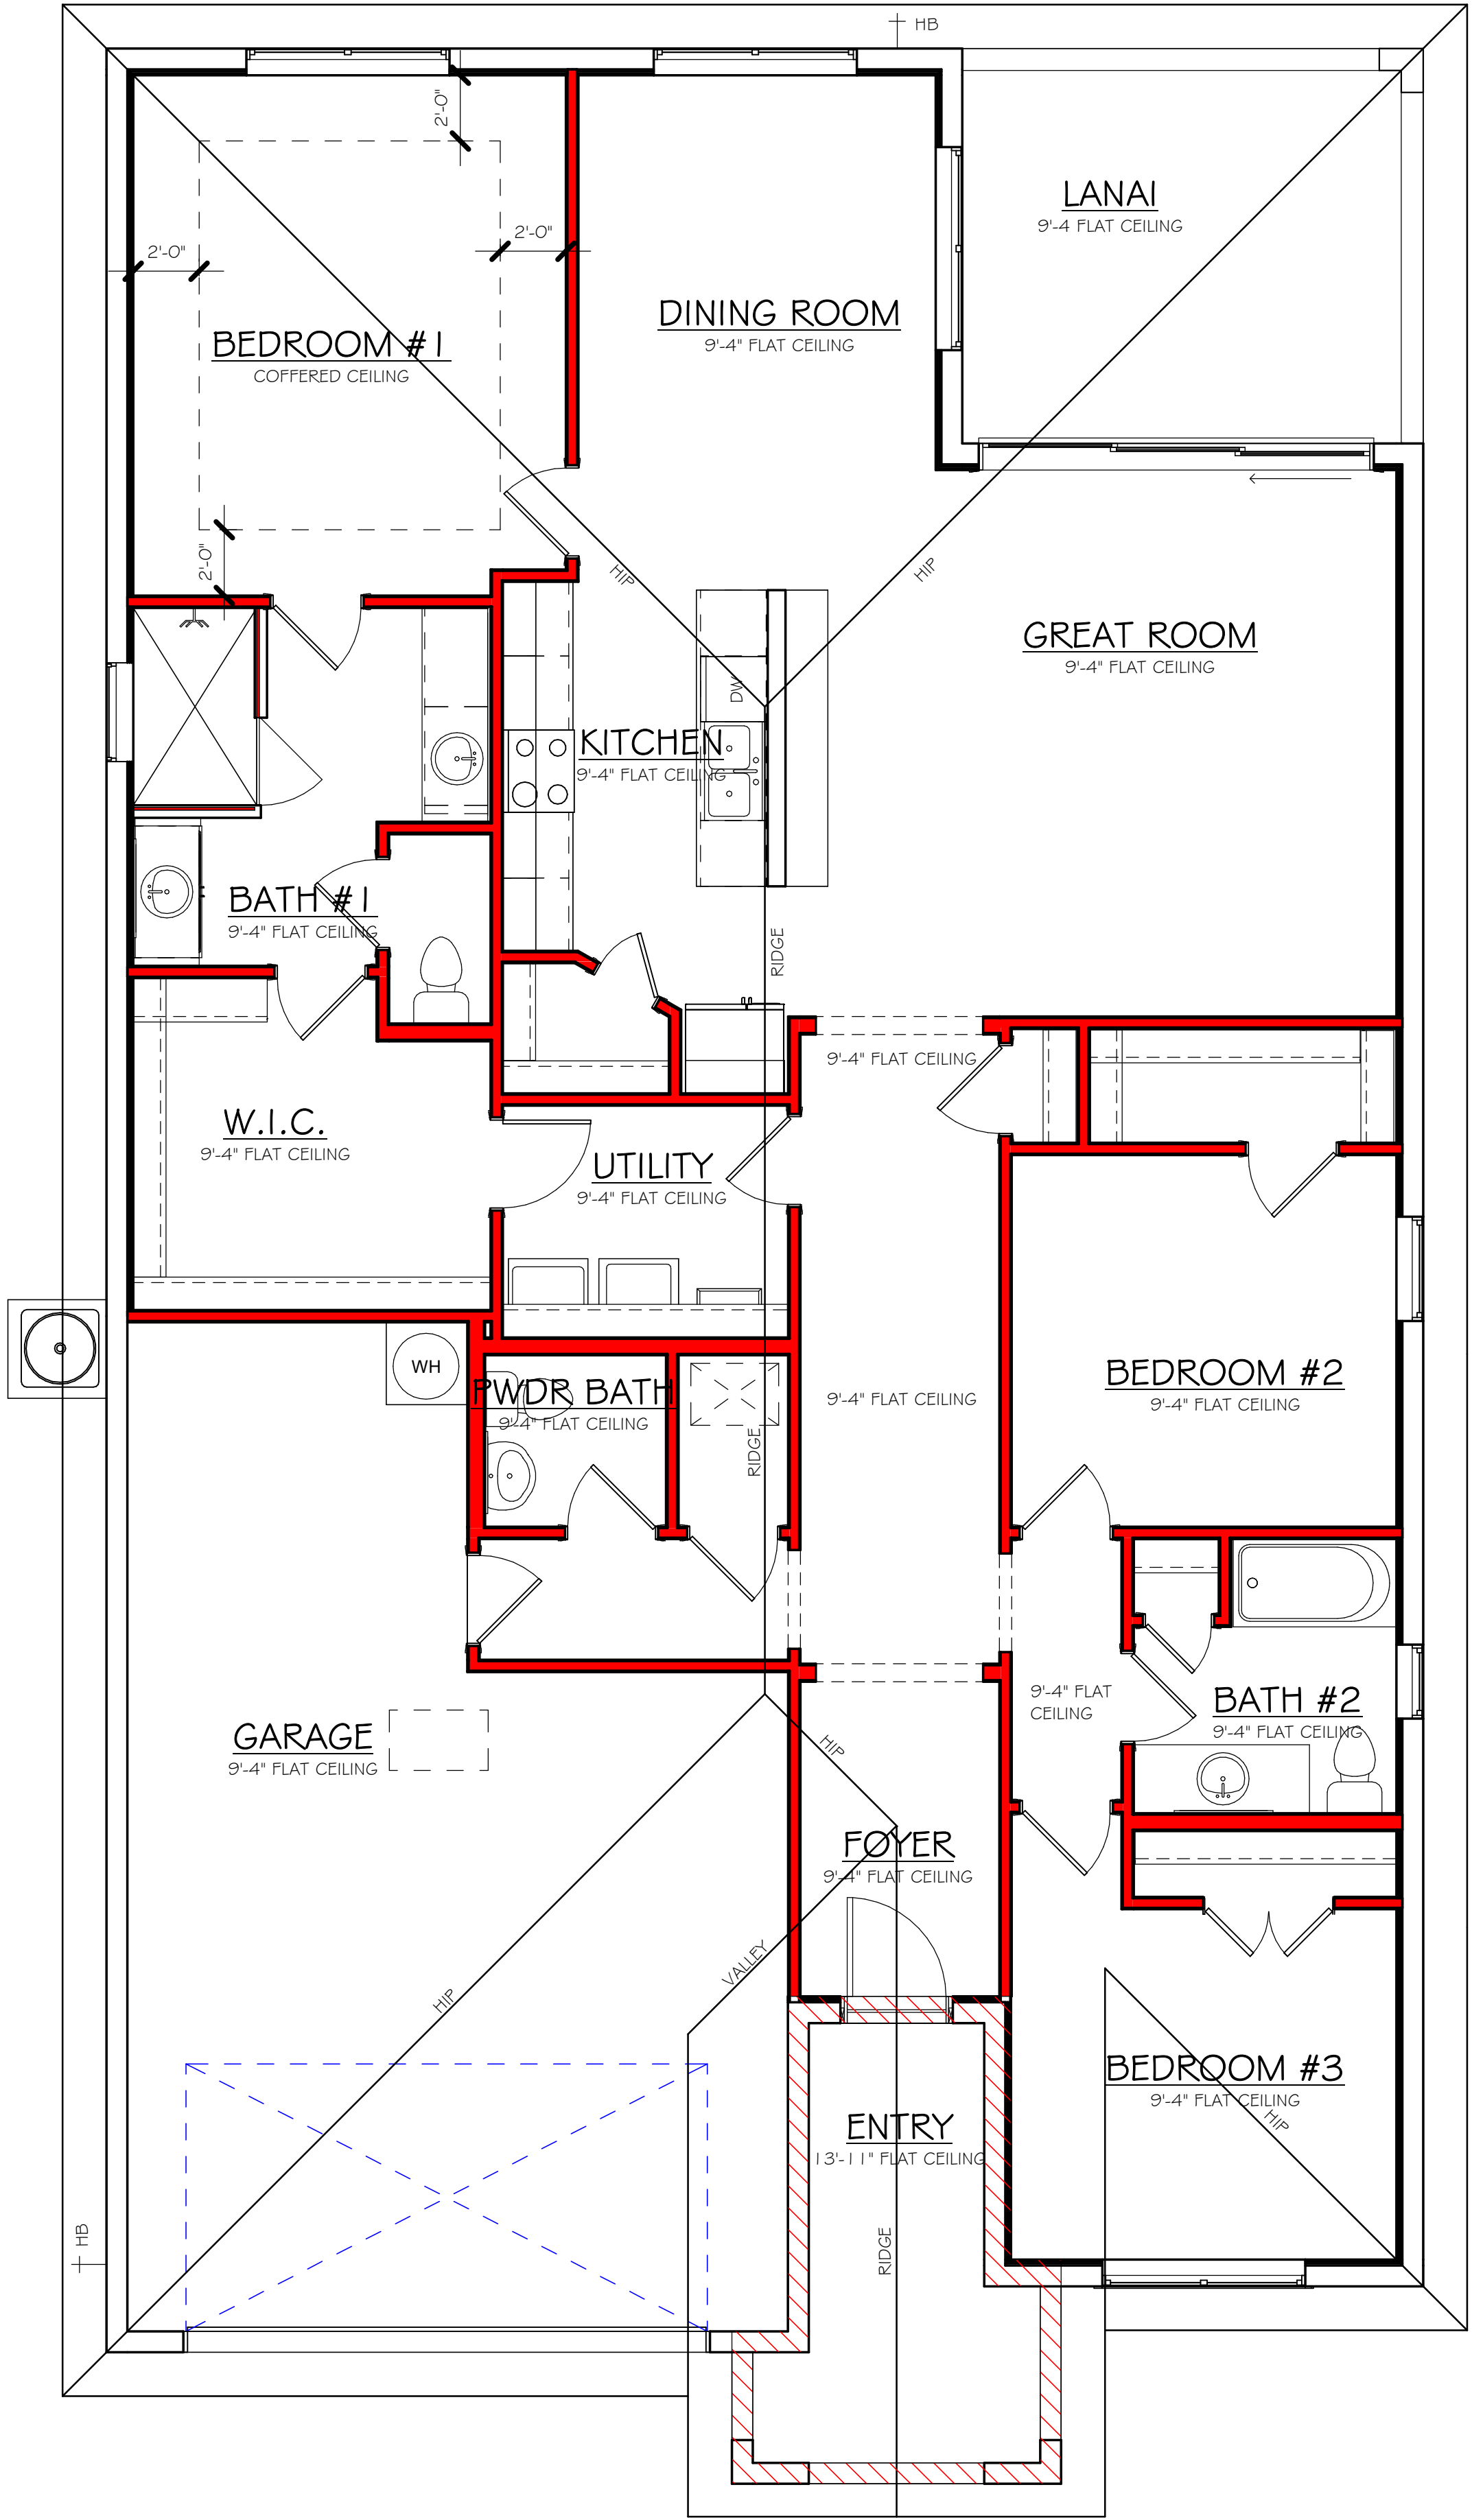 HB
2'-0"
LANAI
9'-4 FLAT CEILING
2'-0"
2'-0"
DINING ROOM
9'-4" FLAT CEILING
BEDROOM #1
COFFERED CEILING
2'-0"
HIP
HIP
GREAT ROOM
9'-4" FLAT CEILING
DW
KITCHEN
9'-4" FLAT CEILING
BATH #1
9'-4" FLAT CEILING
RIDGE
9'-4" FLAT CEILING
W.I.C.
9'-4" FLAT CEILING
UTILITY
9'-4" FLAT CEILING
WH
PWDR BATH
9'-4" FLAT CEILING
RIDGE
9'-4" FLAT CEILING
BEDROOM #2
9'-4" FLAT CEILING
9'-4" FLAT
CEILING
BATH #2
9'-4" FLAT CEILING
GARAGE
9'-4" FLAT CEILING
HIP
FOYER
9'-4" FLAT CEILING
VALLEY
HIP
BEDROOM #3
9'-4" FLAT CEILING
HIP
ENTRY
13'-11" FLAT CEILING
RIDGE
HB